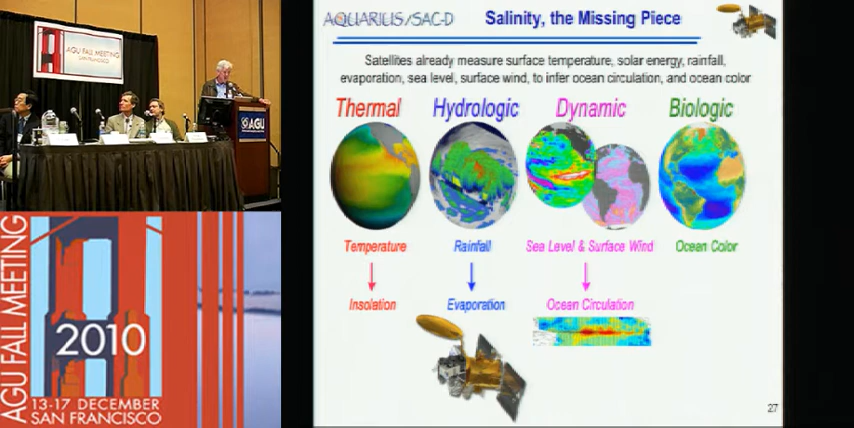 AGU FALL MEETING
SAN FRANCISCO
AGU
AGU FALL MEETING
2010
13-17 DECEMBER
SAN FRANCISCO
AQUARIUS/SAC-D
Salinity, the Missing Piece
Satellites already measure surface temperature, solar energy, rainfall,
evaporation, sea level, surface wind, to infer ocean circulation, and ocean color
Thermal Hydrologic Dynamic Biologic
Temperature Rainfall Sea Level & Surface Wind Ocean Color
Insolation Evaporation Ocean Circulation
27